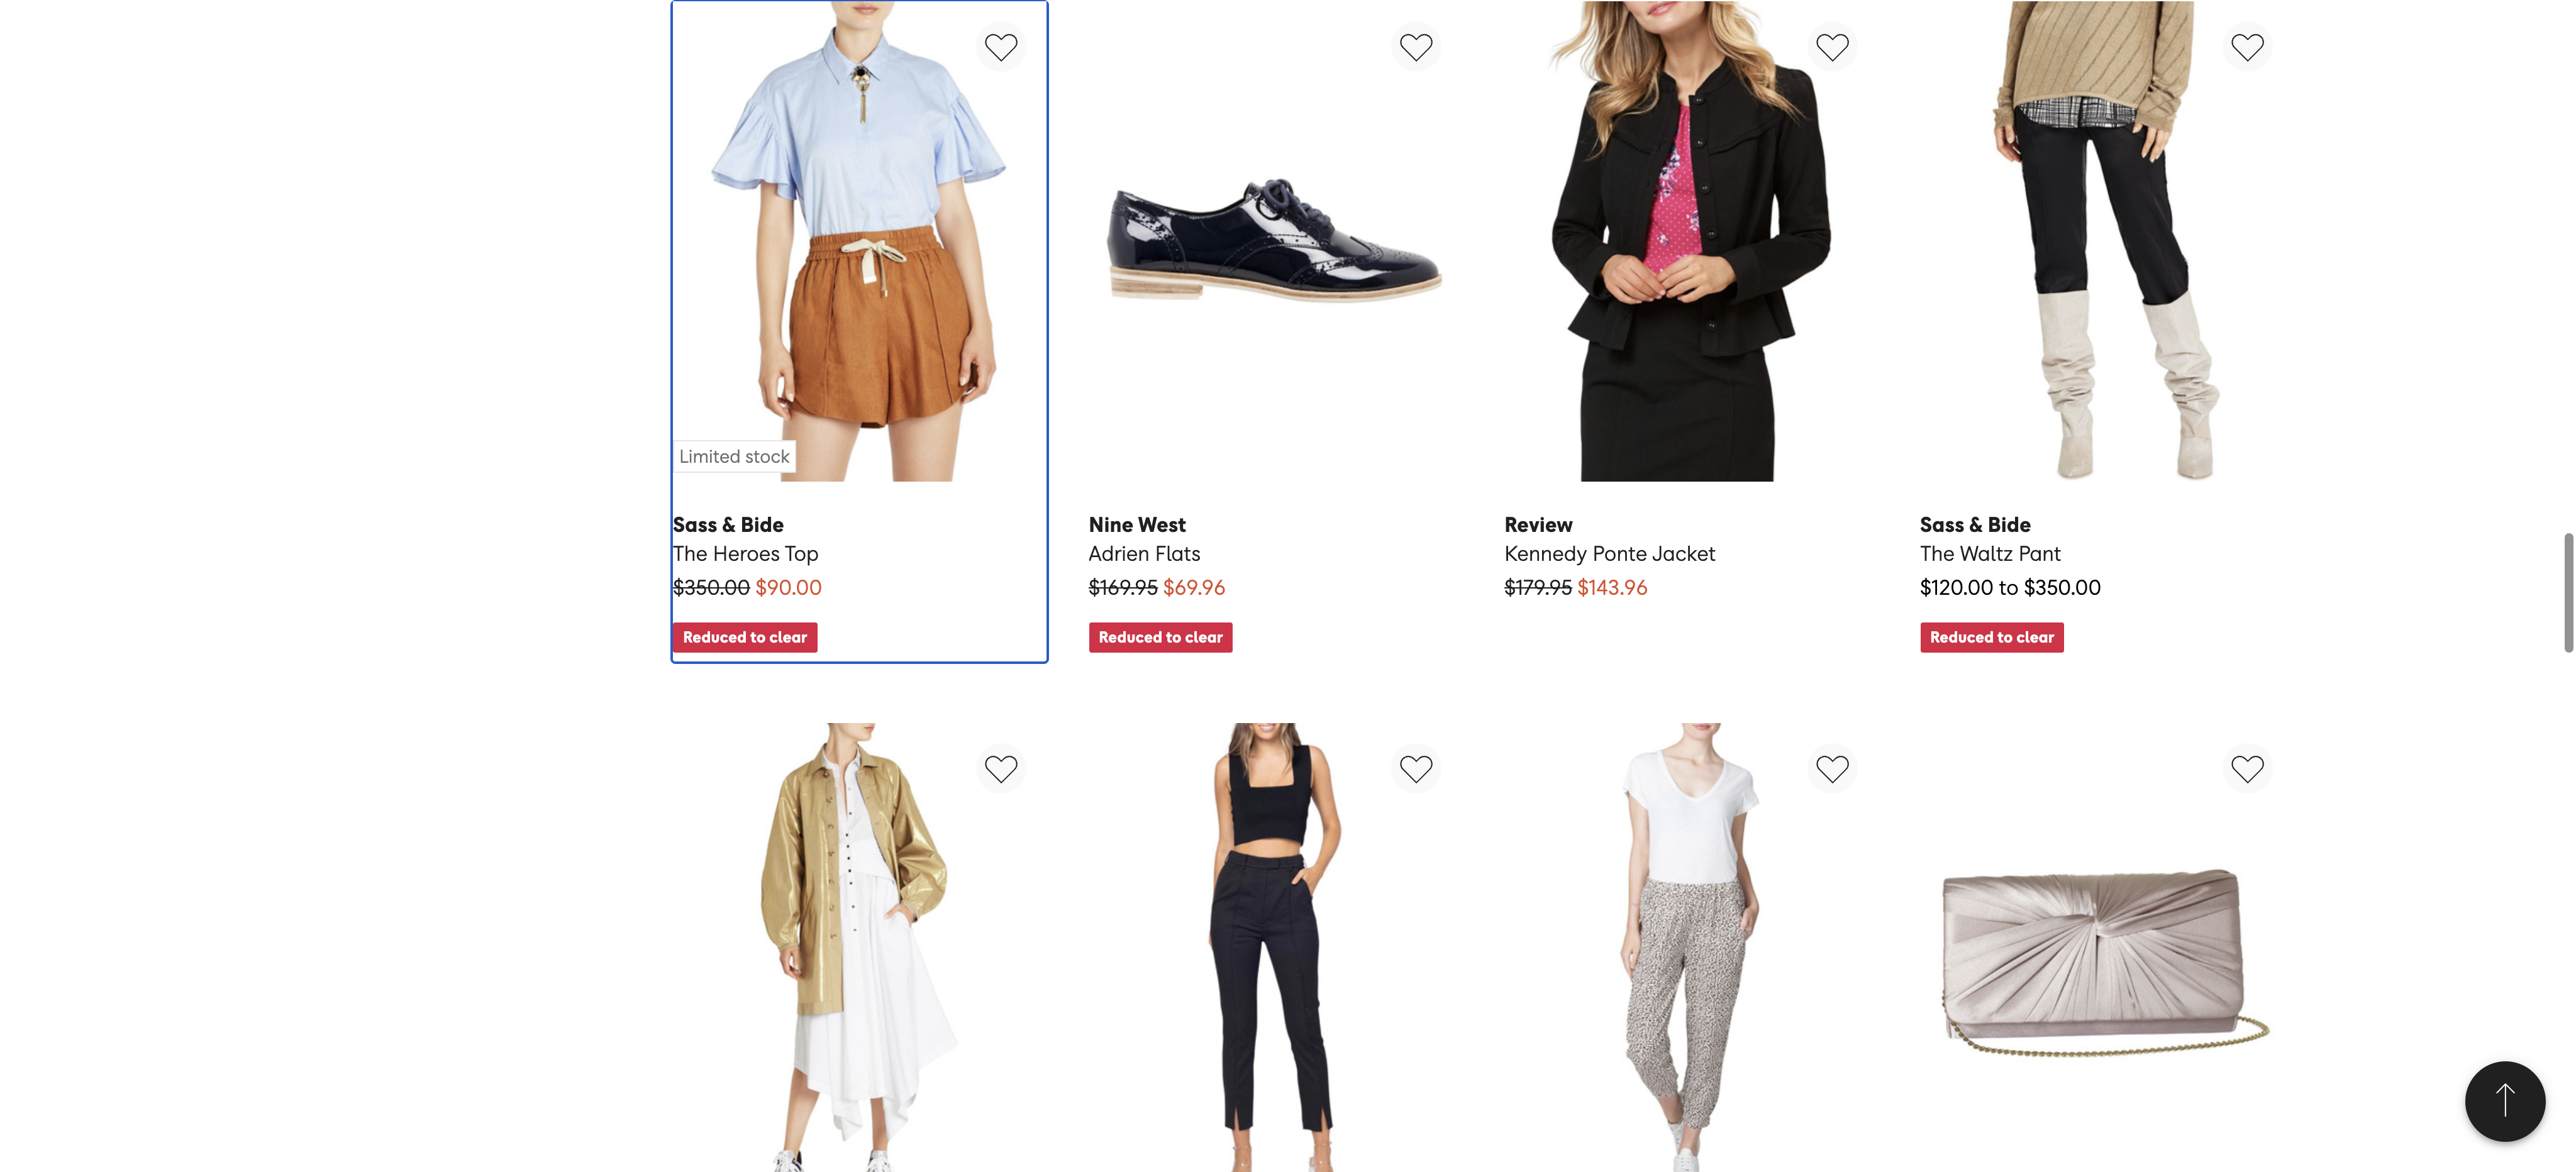 Limited stock
Sass & Bide
The Heroes Top
$350.00 $90.00
Reduced to clear
Nine West
Adrien Flats
$169.95 $69.96
Reduced to clear
Review
Kennedy Ponte Jacket
$179.95 $143.96
Sass & Bide
The Waltz Pant
$120.00 to $350.00
Reduced to clear